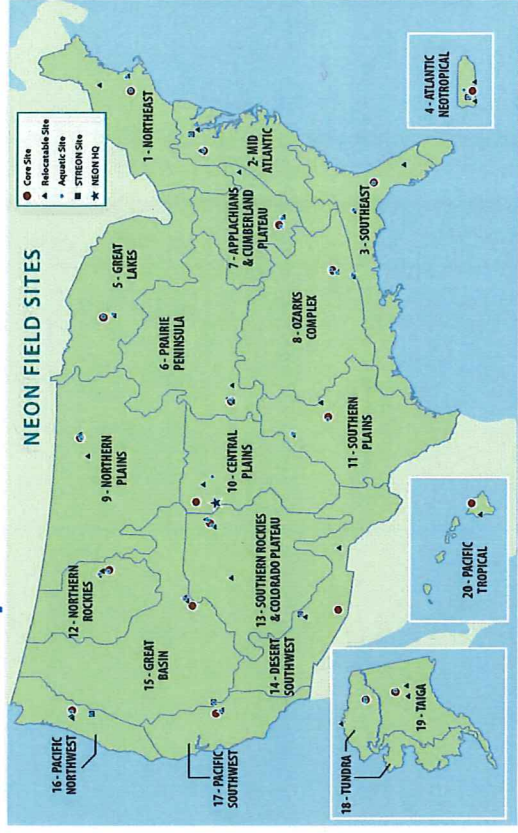 NEON FIELD SITES
Core Site
Relocatable Site
Aquatic Site
STREON Site
NEON HQ
1 - NORTHEAST
2- MID
ATLANTIC
3 - SOUTHEAST
4 - ATLANTIC
NEOTROPICAL
5 - GREAT
LAKES
6 - PRAIRIE
PENINSULA
7 - APPLACHIANS
& CUMBERLAND
PLATEAU
8 - OZARKS
COMPLEX
9 - NORTHERN
PLAINS
10 - CENTRAL
PLAINS
11 - SOUTHERN
PLAINS
12 - NORTHERN
ROCKIES
13 - SOUTHERN ROCKIES
& COLORADO PLATEAU
14 - DESERT
SOUTHWEST
15 - GREAT
BASIN
16 - PACIFIC
NORTHWEST
17 - PACIFIC
SOUTHWEST
18 - TUNDRA
19 - TAIGA
20 - PACIFIC
TROPICAL